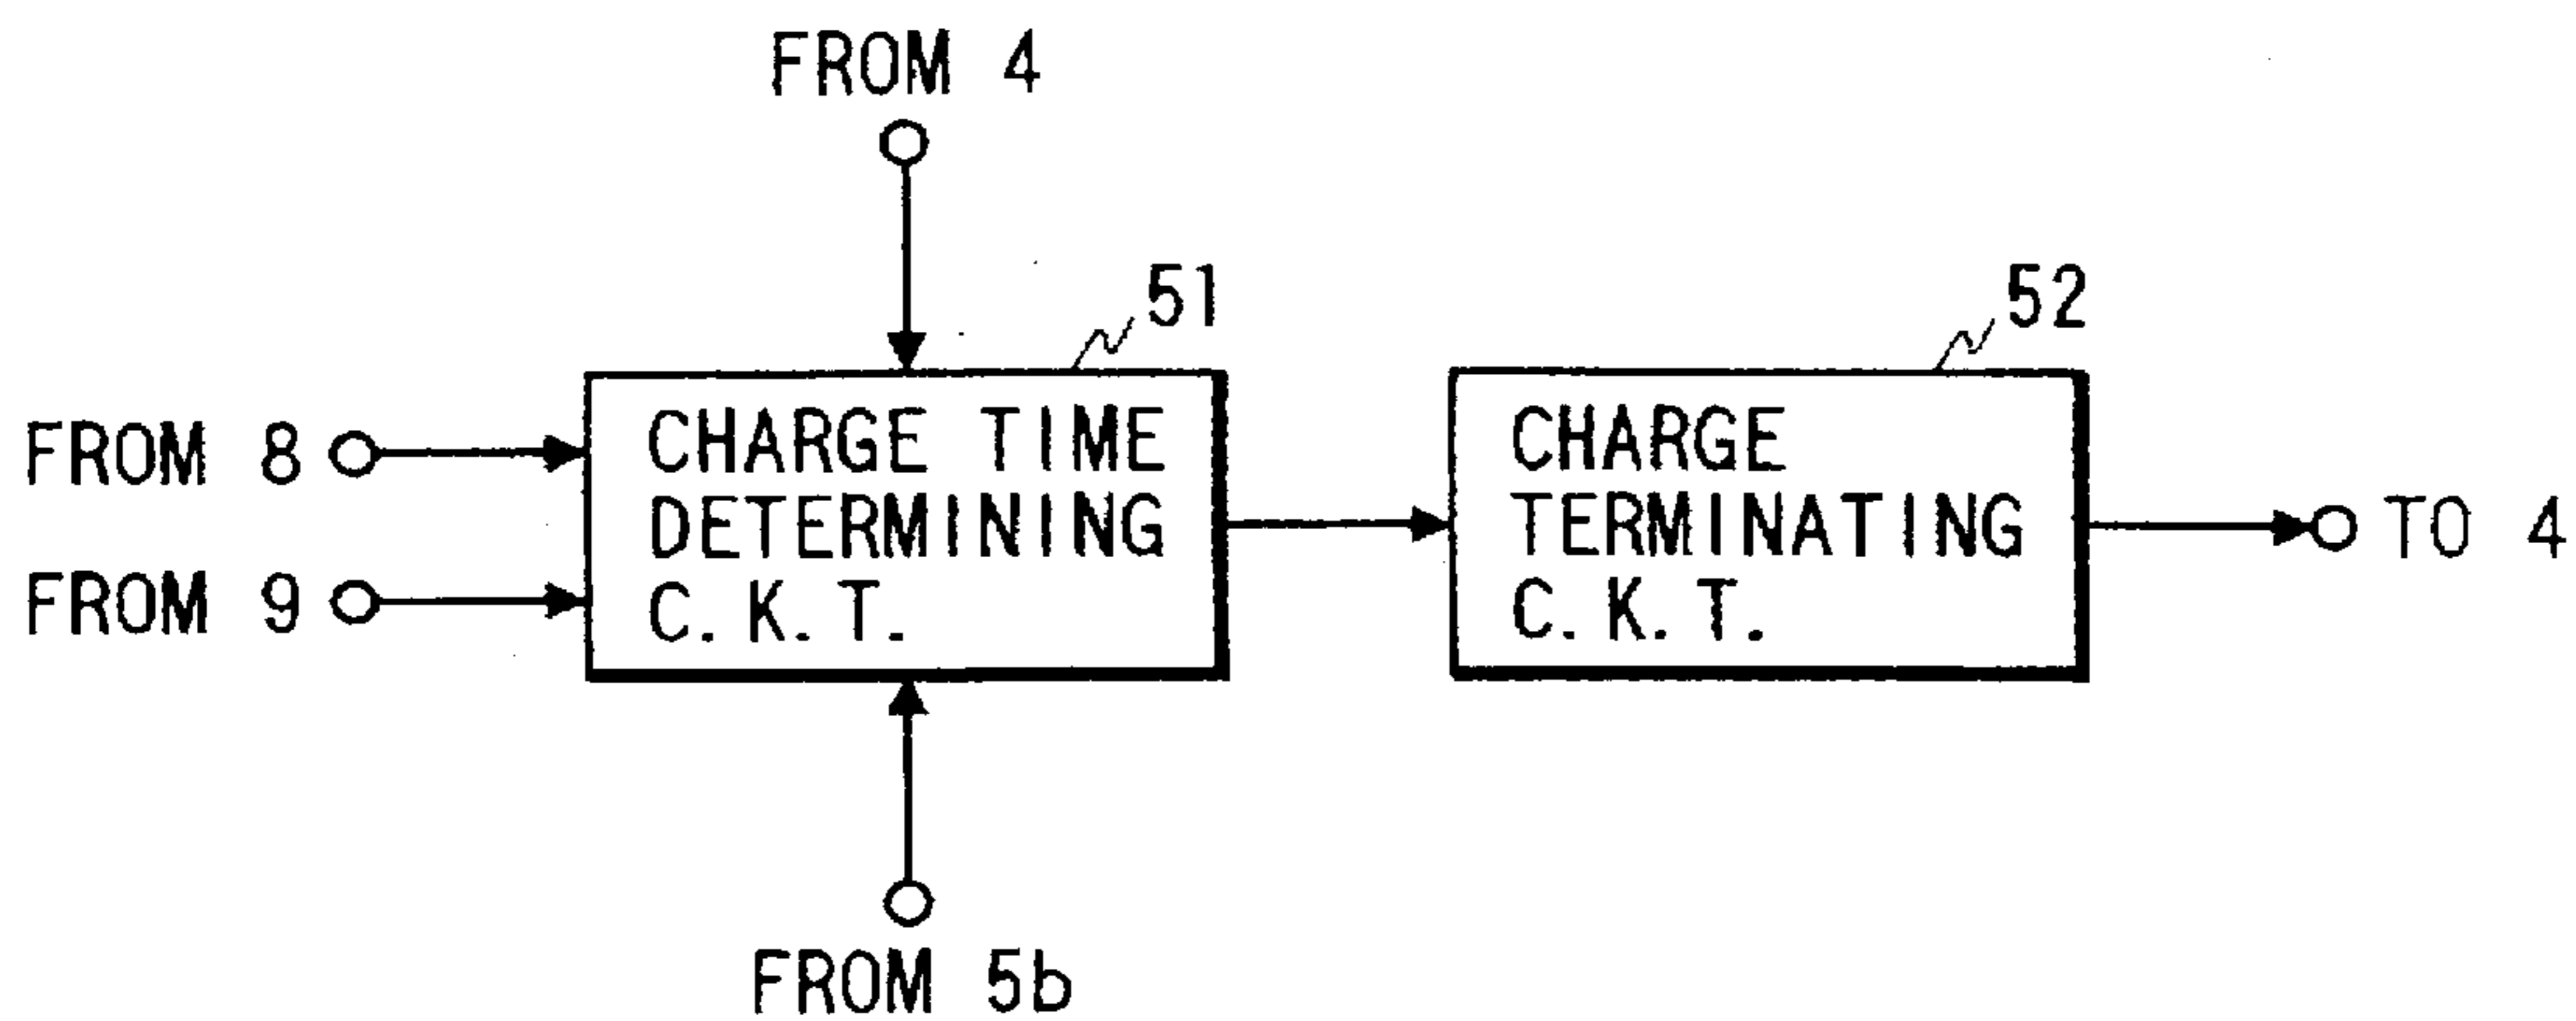 FROM 4
51
52
FROM 8
CHARGE TIME
DETERMINING
C.K.T.
CHARGE
TERMINATING
C.K.T.
TO 4
FROM 9
FROM 5b